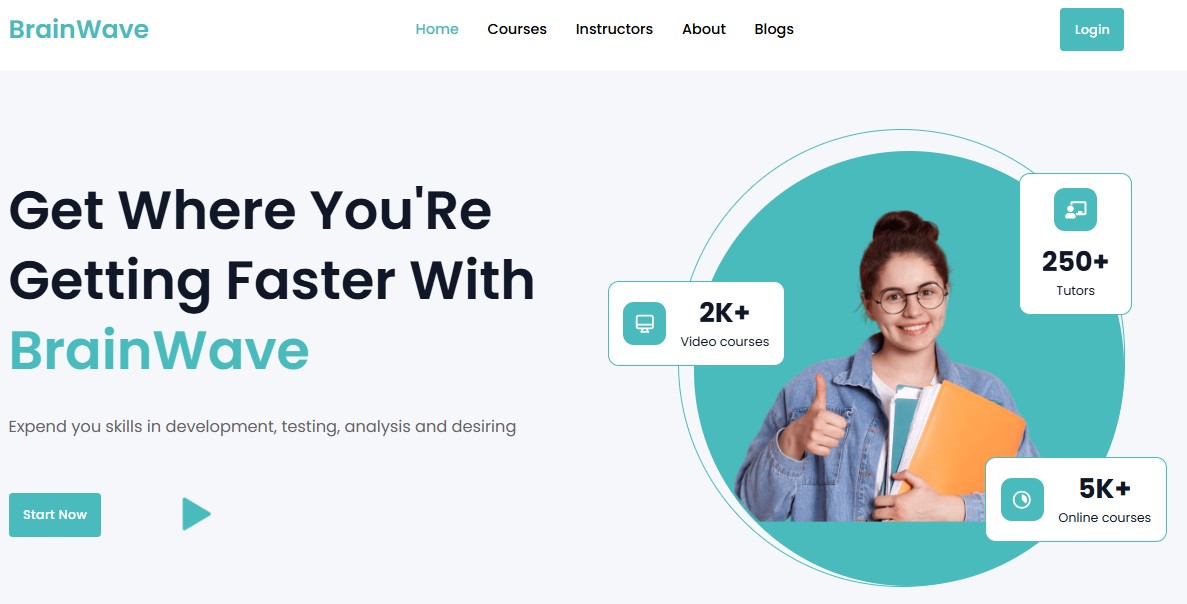 BrainWave
Home Courses Instructors About Blogs
Login
Get Where You'Re
Getting Faster With
BrainWave
Expend you skills in development, testing, analysis and desiring
Start Now
250+
Tutors
2K+
Video courses
5K+
Online courses